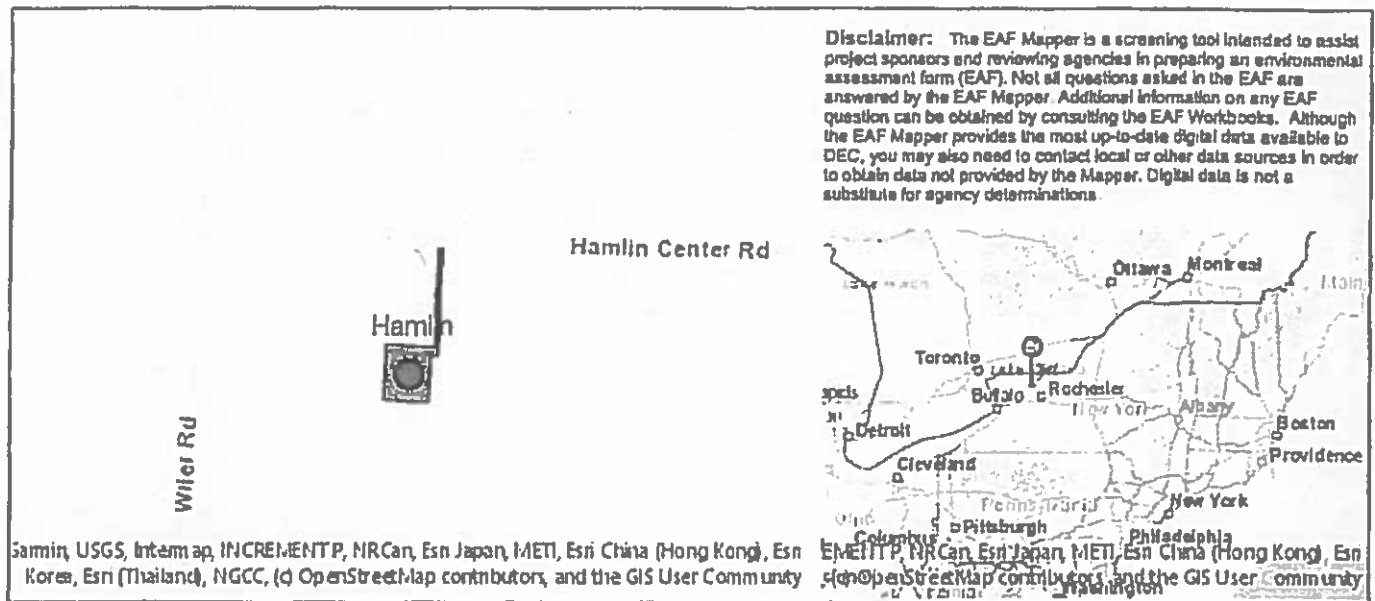 Disclaimer: The EAF Mapper is a screening tool intended to assist
project sponsors and reviewing agencies in preparing an environmental
assessment form (EAF). Not all questions asked in the EAF are
answered by the EAF Mapper. Additional information on any EAF
question can be obtained by consulting the EAF Workbooks. Although
the EAF Mapper provides the most up-to-date digital data available to
DEC, you may also need to contact local or other data sources in order
to obtain data not provided by the Mapper. Digital data is not a
substitute for agency determinations.
Hamlin Center Rd
Hamlin
Wiler Rd
Garmin, USGS, Intermap, INCREMENT P, NRCan, Esri Japan, METI, Esri China (Hong Kong), Esri
Korea, Esri (Thailand), NGCC, (c) OpenStreetMap contributors, and the GIS User Community
Ottawa
Montreal
Toronto
Rochester
Buffalo
New York
Albany
Detroit
Boston
Cleveland
Providence
New York
Pittsburgh
Philadelphia
Columbus
EMENT P, NRCan, Esri Japan, METI, Esri China (Hong Kong), Esri
OpenStreetMap contributors, and the GIS User Community
Washington